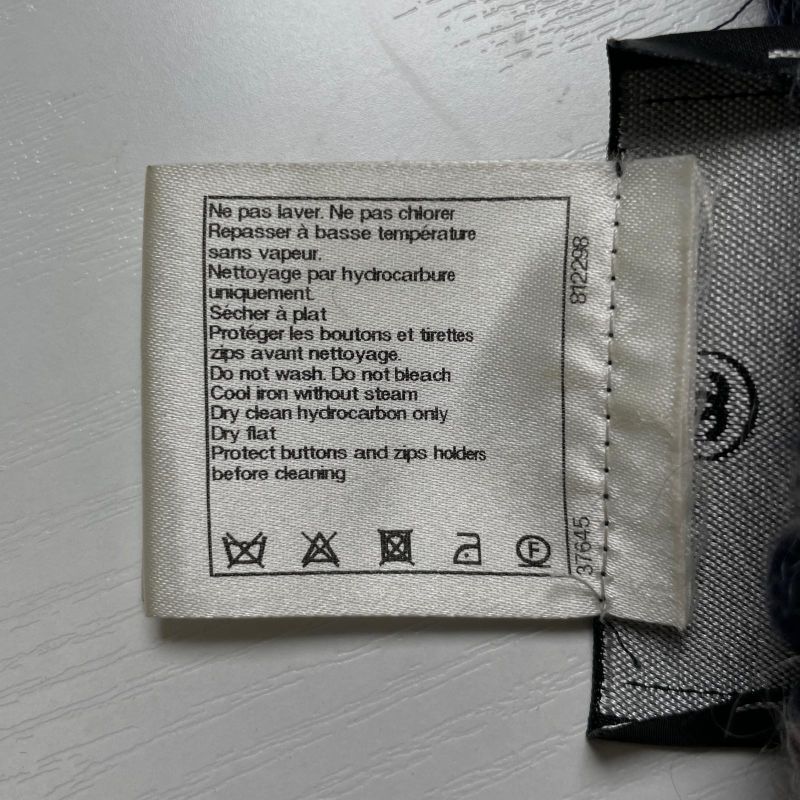 Ne pas laver. Ne pas chlorer
Repasser à basse température
sans vapeur.
Nettoyage par hydrocarbure
uniquement.
Sécher à plat
Protéger les boutons et tirettes
zips avant nettoyage.
Do not wash. Do not bleach
Cool iron without steam
Dry clean hydrocarbon only
Dry flat
Protect buttons and zips holders
before cleaning
F
812298
37645